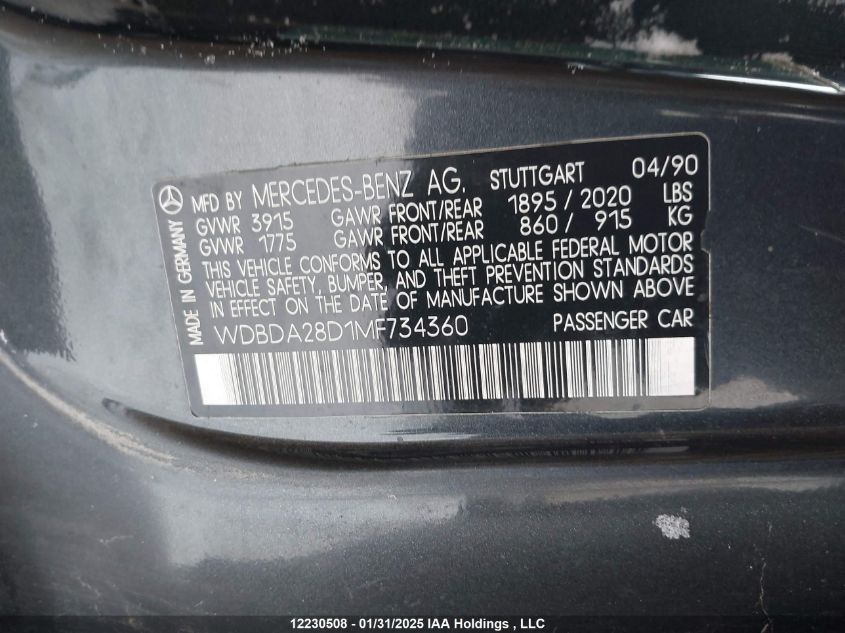 MFD BY MERCEDES-BENZ AG. STUTTGART 04/90
GVWR 3915 GAWR FRONT/REAR 1895/2020 LBS
GVWR 1775 GAWR FRONT/REAR 860/915 KG
THIS VEHICLE CONFORMS TO ALL APPLICABLE FEDERAL MOTOR
VEHICLE SAFETY, BUMPER, AND THEFT PREVENTION STANDARDS
IN EFFECT ON THE DATE OF MANUFACTURE SHOWN ABOVE
WDBDA28D1MF734360 PASSENGER CAR
MADE IN GERMANY
12230508 - 01/31/2025 IAA Holdings , LLC